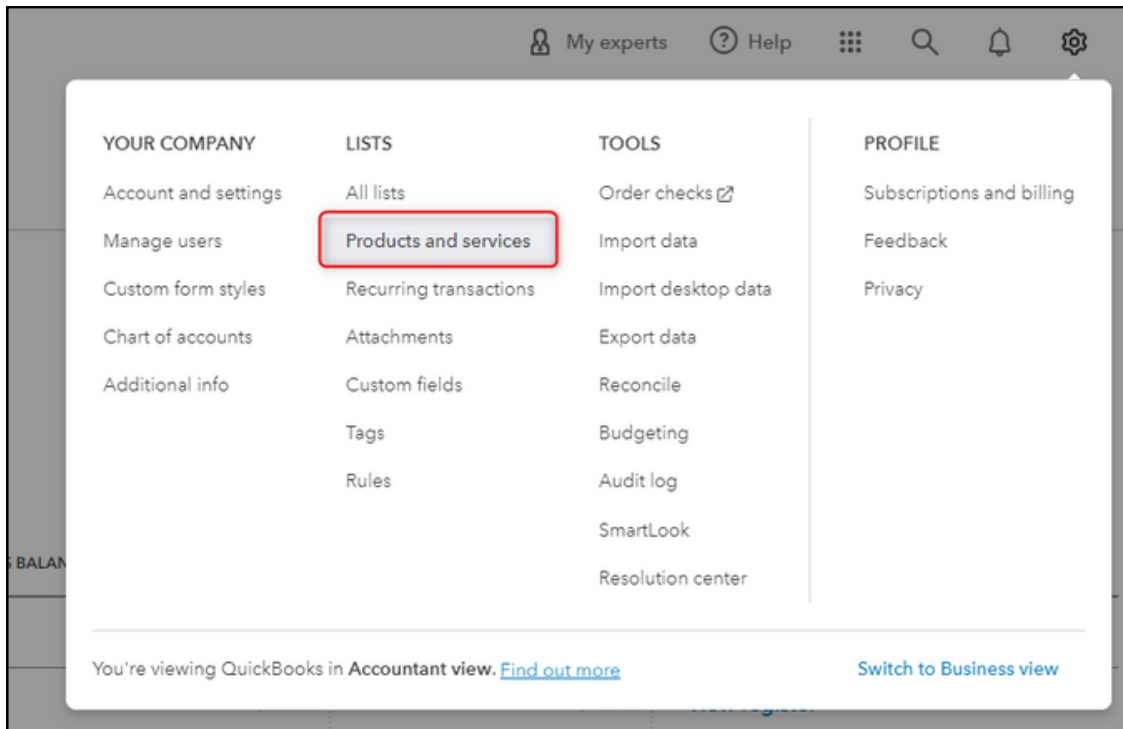 My experts
Help
YOUR COMPANY
Account and settings
Manage users
Custom form styles
Chart of accounts
Additional info
LISTS
All lists
Products and services
Recurring transactions
Attachments
Custom fields
Tags
Rules
TOOLS
Order checks
Import data
Import desktop data
Export data
Reconcile
Budgeting
Audit log
SmartLook
Resolution center
PROFILE
Subscriptions and billing
Feedback
Privacy
BALAN
You're viewing QuickBooks in Accountant view. Find out more
Switch to Business view